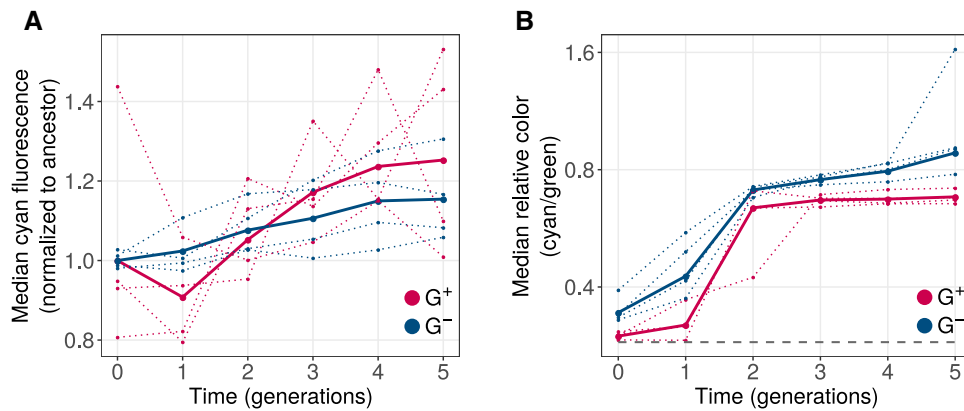 A
Median cyan fluorescence
(normalized to ancestor)
1.4
1.2
1.0
0.8
0 1 2 3 4 5
Time (generations)
G⁺
G⁻
B
Median relative color
(cyan/green)
1.6
0.8
0.4
0 1 2 3 4 5
Time (generations)
G⁺
G⁻